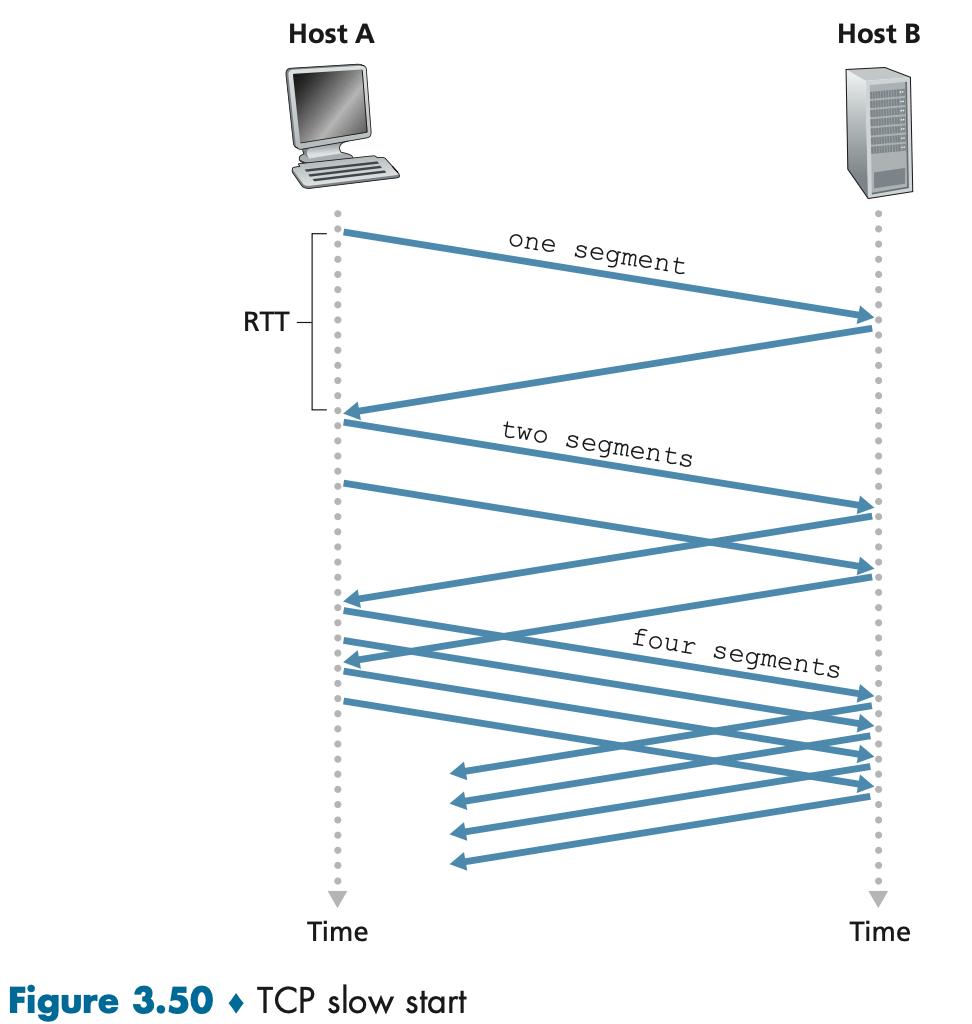 Host A
Host B
one segment
RTT
two segments
four segments
Time
Time
Figure 3.50 ♦ TCP slow start